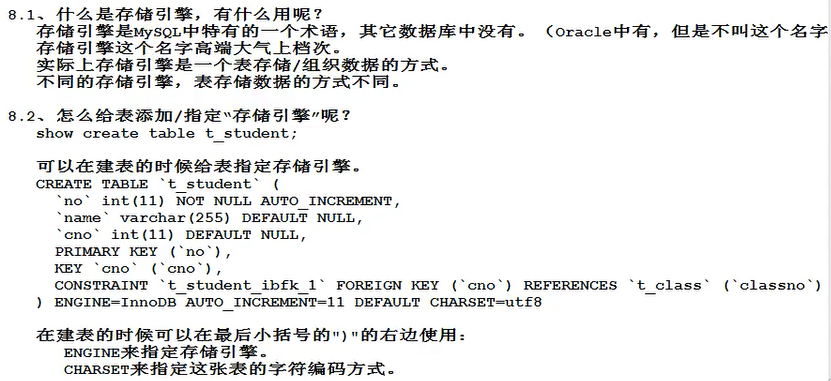 8.1、什么是存储引擎，有什么用呢？
存储引擎是MySQL中特有的一个术语，其它数据库中没有。（Oracle中有，但是不叫这个名字
存储引擎这个名字高端大气上档次。
实际上存储引擎是一个表存储/组织数据的方式。
不同的存储引擎，表存储数据的方式不同。
8.2、怎么给表添加/指定“存储引擎”呢？
show create table t_student;
可以在建表的时候给表指定存储引擎。
CREATE TABLE `t_student` (
`no` int(11) NOT NULL AUTO_INCREMENT,
`name` varchar(255) DEFAULT NULL,
`cno` int(11) DEFAULT NULL,
PRIMARY KEY (`no`),
KEY `cno` (`cno`),
CONSTRAINT `t_student_ibfk_1` FOREIGN KEY (`cno`) REFERENCES `t_class` (`classno`)
) ENGINE=InnoDB AUTO_INCREMENT=11 DEFAULT CHARSET=utf8
在建表的时候可以在最后小括号的")"的右边使用：
ENGINE来指定存储引擎。
CHARSET来指定这张表的字符编码方式。